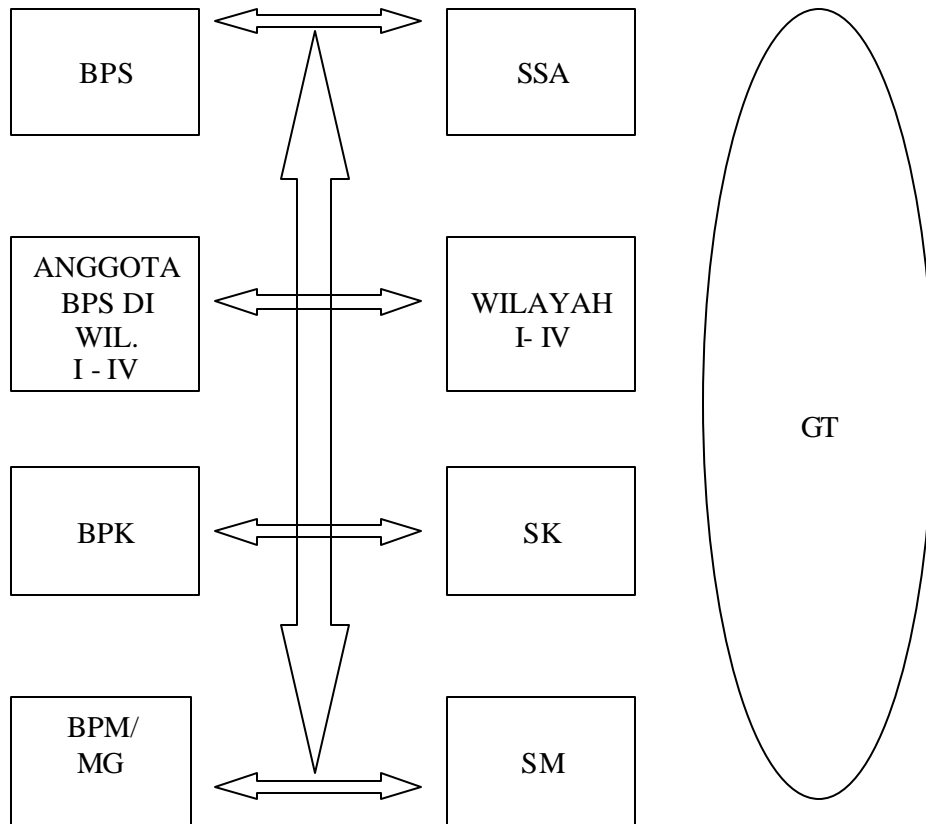 BPS
SSA
ANGGOTA
BPS DI
WIL.
I - IV
WILAYAH
I- IV
GT
BPK
SK
BPM/
MG
SM